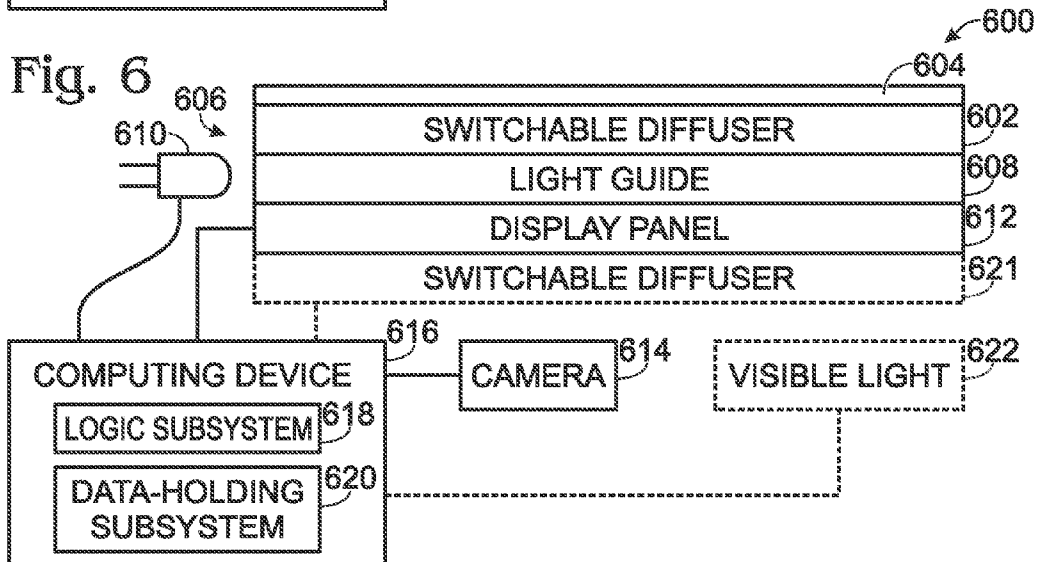 600
Fig. 6
604
606
610
SWITCHABLE DIFFUSER
602
LIGHT GUIDE
608
DISPLAY PANEL
612
SWITCHABLE DIFFUSER
621
616
COMPUTING DEVICE
CAMERA
614
VISIBLE LIGHT
622
LOGIC SUBSYSTEM
618
DATA-HOLDING
SUBSYSTEM
620